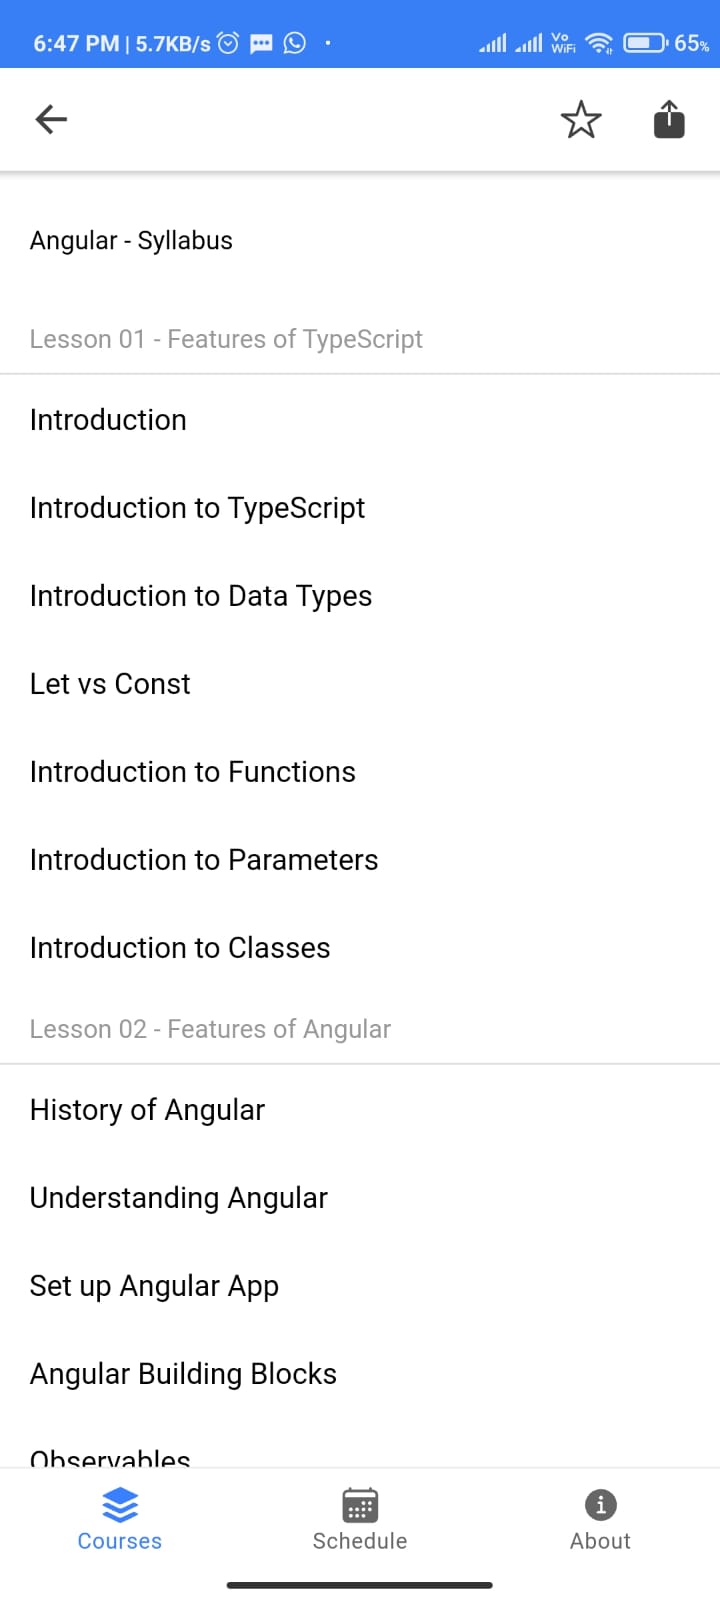 6:47 PM | 5.7KB/s Vo WiFi 65%
Angular - Syllabus
Lesson 01 - Features of TypeScript
Introduction
Introduction to TypeScript
Introduction to Data Types
Let vs Const
Introduction to Functions
Introduction to Parameters
Introduction to Classes
Lesson 02 - Features of Angular
History of Angular
Understanding Angular
Set up Angular App
Angular Building Blocks
Observables
Courses Schedule About